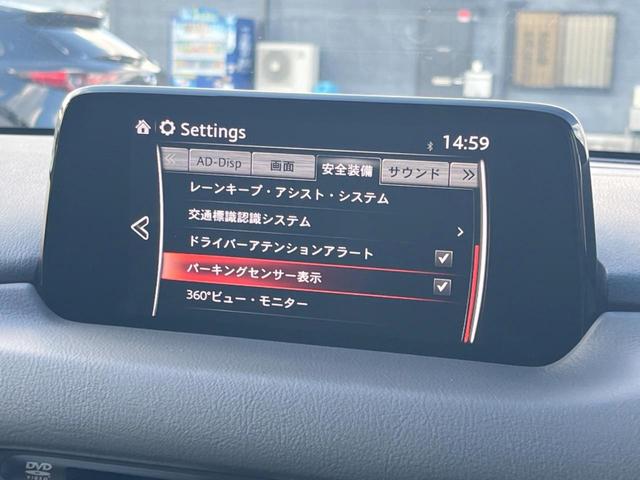 Settings
14:59
AD-Disp 画面 安全装備 サウンド
レーンキープ・アシスト・システム
交通標識認識システム
ドライバーアテンションアラート
パーキングセンサー表示
360°ビュー・モニター
DVD